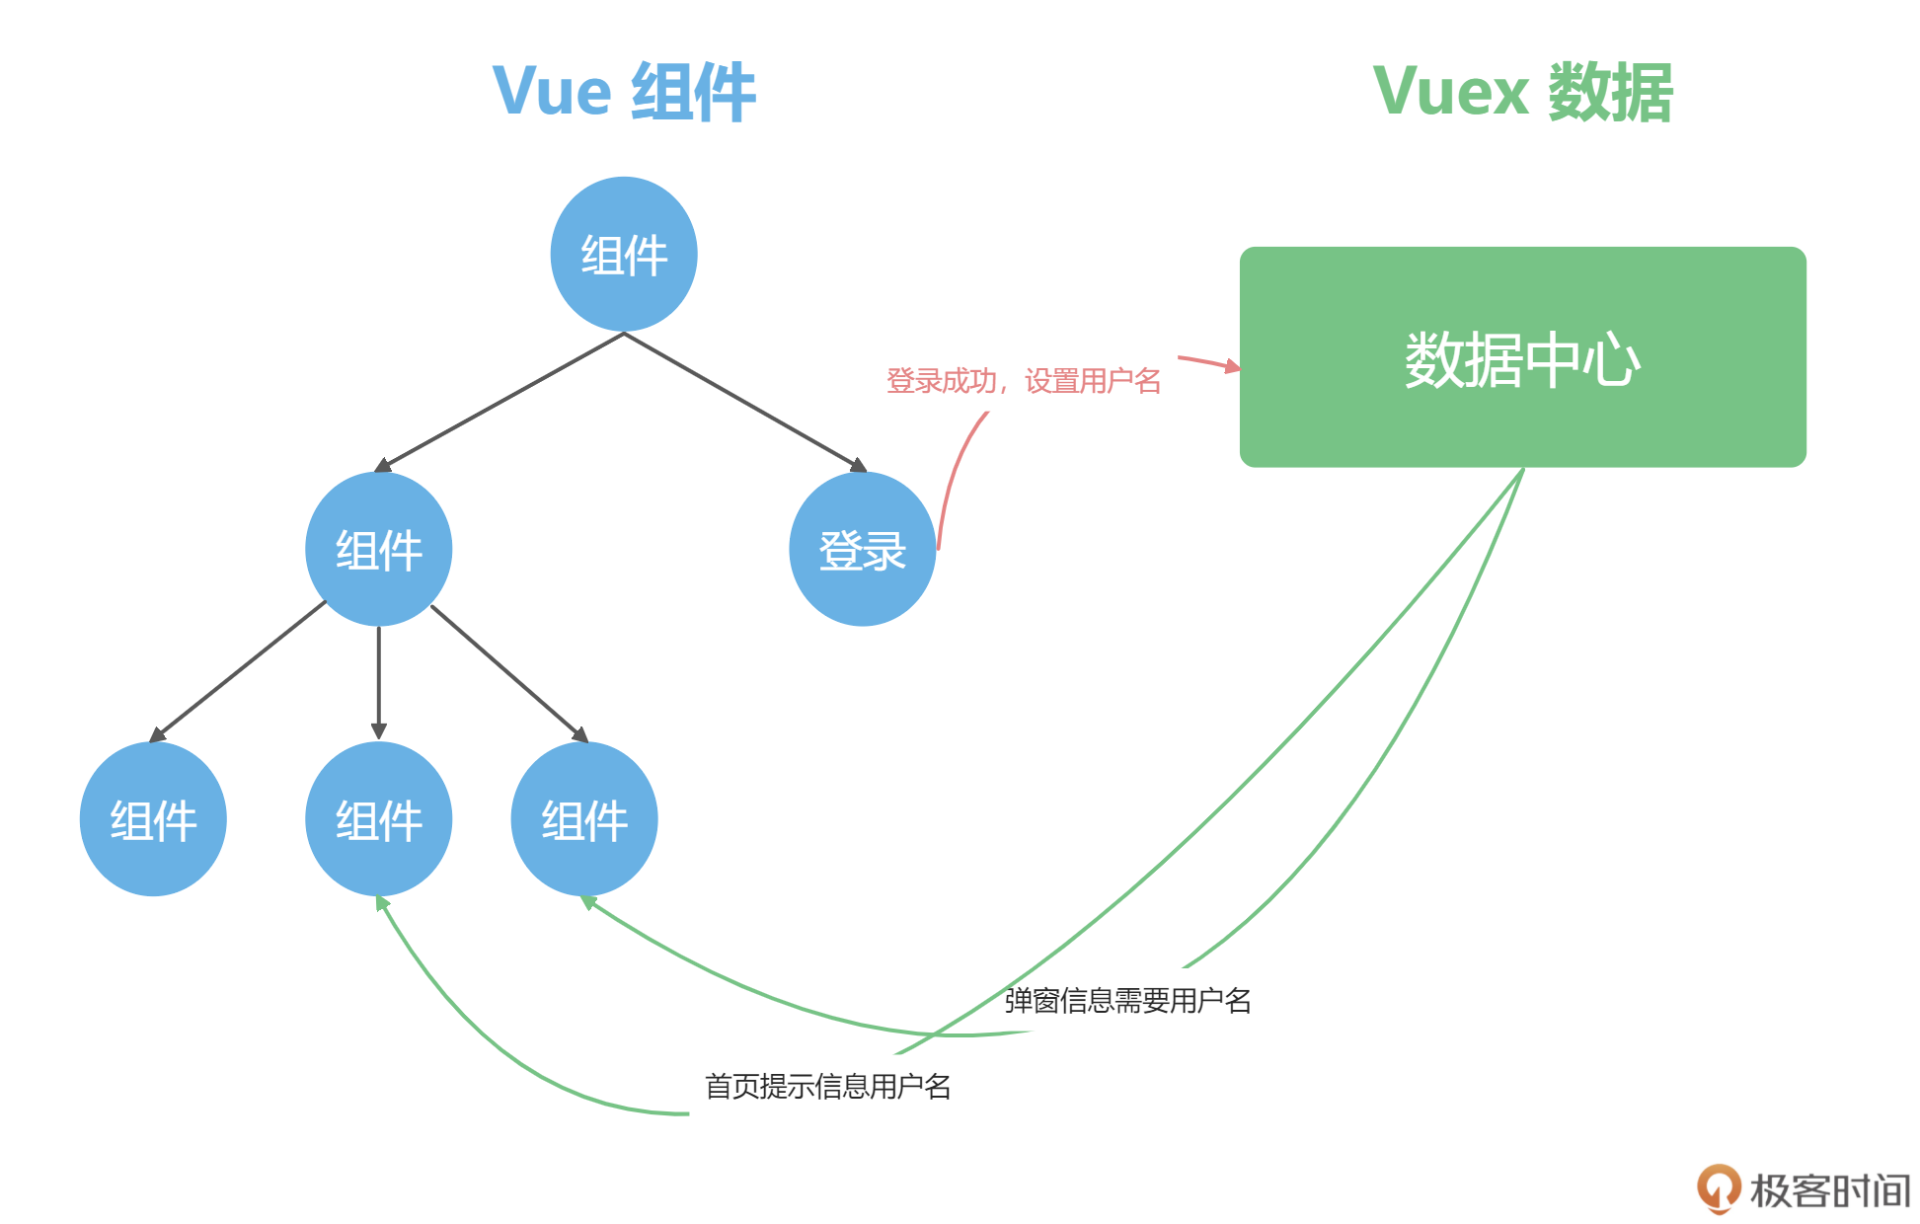 Vue 组件
Vuex 数据
组件
数据中心
登录成功，设置用户名
组件
登录
组件
组件
组件
弹窗信息需要用户名
首页提示信息用户名
极客时间